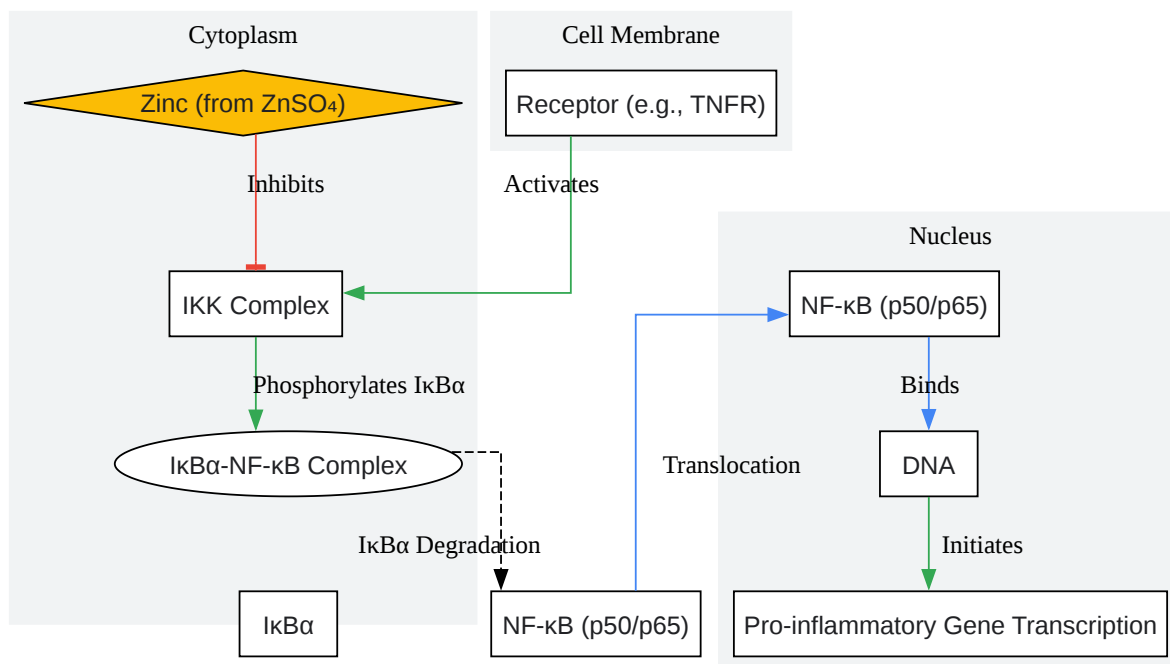 Cytoplasm
Cell Membrane
Zinc (from ZnSO₄)
Receptor (e.g., TNFR)
Inhibits
Activates
Nucleus
IKK Complex
NF-κB (p50/p65)
Phosphorylates IκBα
Binds
IκBα-NF-κB Complex
Translocation
DNA
IκBα Degradation
Initiates
IκBα
NF-κB (p50/p65)
Pro-inflammatory Gene Transcription